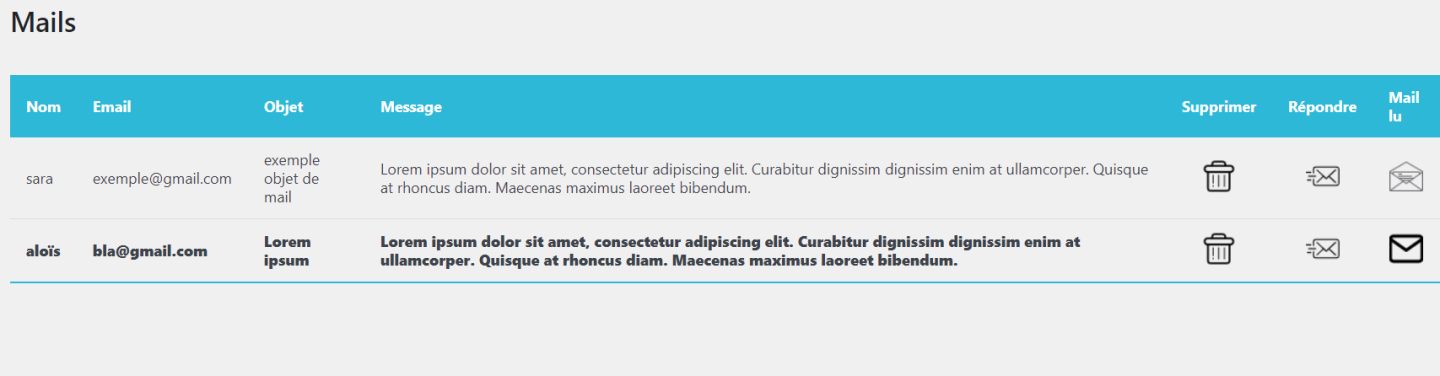 Mails
Nom Email Objet Message Supprimer Répondre Mail
lu
sara exemple@gmail.com exemple
objet de
mail Lorem ipsum dolor sit amet, consectetur adipiscing elit. Curabitur dignissim dignissim enim at ullamcorper. Quisque
at rhoncus diam. Maecenas maximus laoreet bibendum.
aloïs bla@gmail.com Lorem
ipsum Lorem ipsum dolor sit amet, consectetur adipiscing elit. Curabitur dignissim dignissim enim at
ullamcorper. Quisque at rhoncus diam. Maecenas maximus laoreet bibendum.